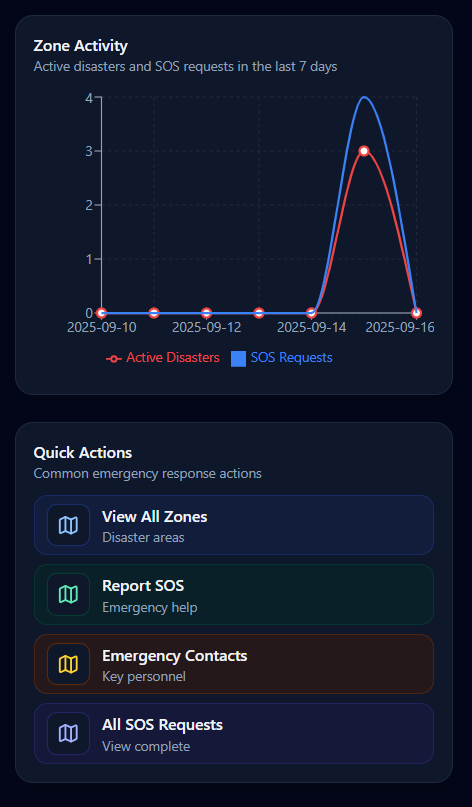 Zone Activity
Active disasters and SOS requests in the last 7 days
4
3
2
1
0
2025-09-10 2025-09-12 2025-09-14 2025-09-16
Active Disasters SOS Requests
Quick Actions
Common emergency response actions
View All Zones
Disaster areas
Report SOS
Emergency help
Emergency Contacts
Key personnel
All SOS Requests
View complete